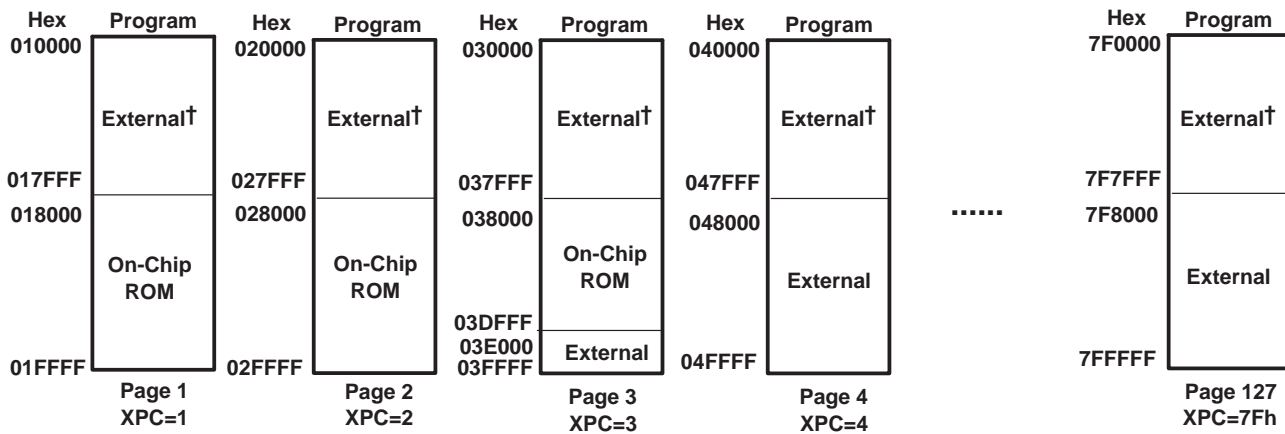 Hex Program
010000
External†
017FFF
018000
On-Chip
ROM
01FFFF
Page 1
XPC=1
Hex Program
020000
External†
027FFF
028000
On-Chip
ROM
02FFFF
Page 2
XPC=2
Hex Program
030000
External†
037FFF
038000
On-Chip
ROM
03DFFF
03E000
External
03FFFF
Page 3
XPC=3
Hex Program
040000
External†
047FFF
048000
External
04FFFF
Page 4
XPC=4
......
Hex Program
7F0000
External†
7F7FFF
7F8000
External
7FFFFF
Page 127
XPC=7Fh